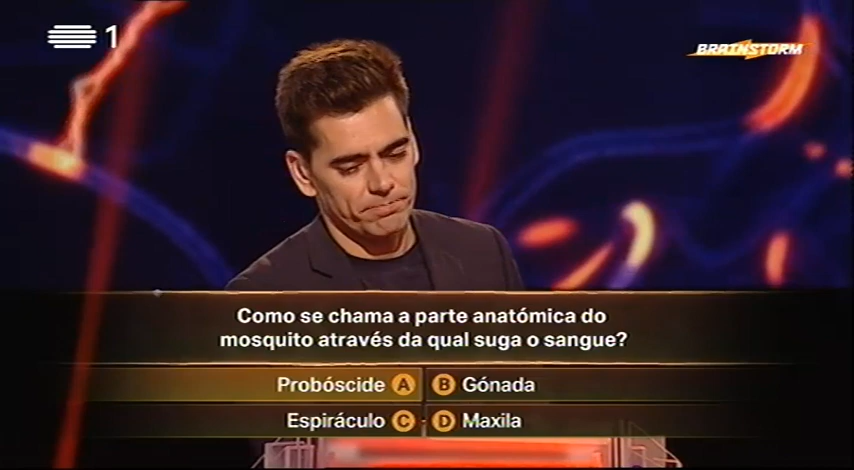 1
BRAINSTORM
Como se chama a parte anatómica do
mosquito através da qual suga o sangue?
Probóscide A B Gónada
Espiráculo C D Maxila